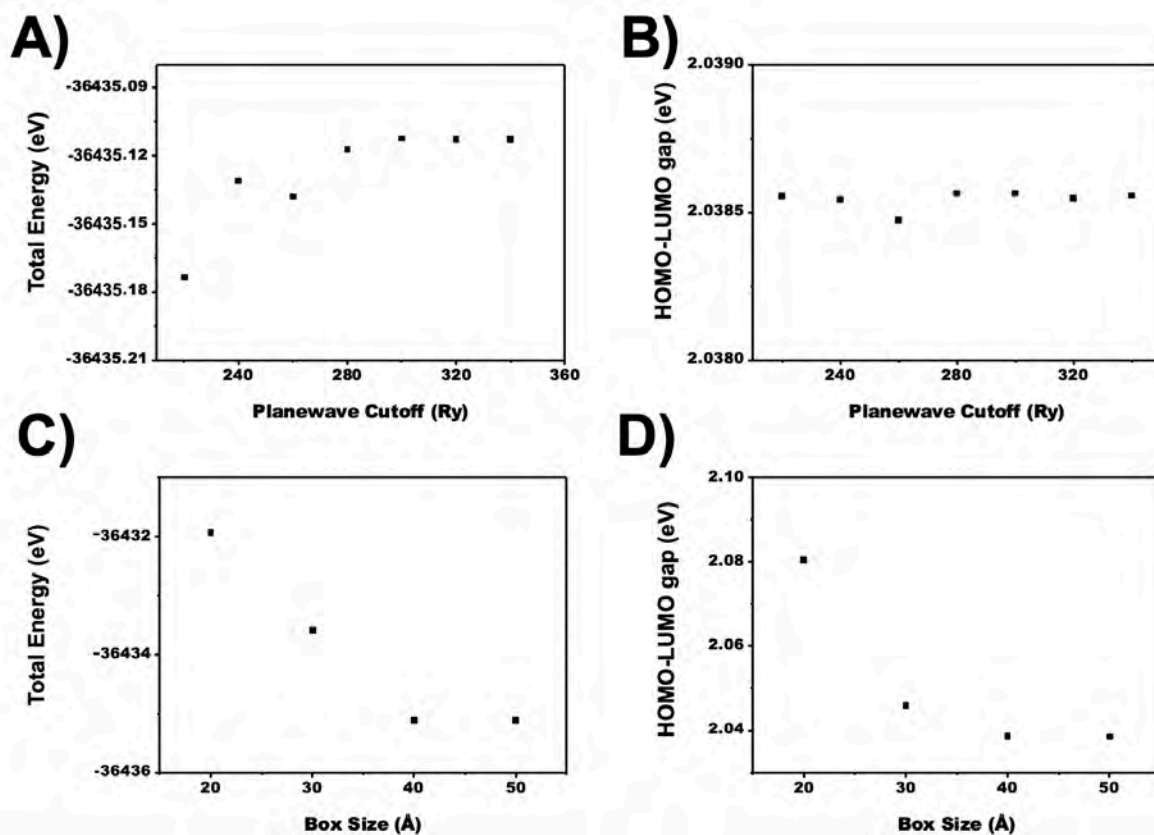 A)
-36435.09
-36435.12
-36435.15
-36435.18
-36435.21
Total Energy (eV)
240 280 320 360
Planewave Cutoff (Ry)
B)
2.0390
2.0385
2.0380
HOMO-LUMO gap (eV)
240 280 320
Planewave Cutoff (Ry)
C)
-36432
-36434
-36436
Total Energy (eV)
20 30 40 50
Box Size (Å)
D)
2.10
2.08
2.06
2.04
HOMO-LUMO gap (eV)
20 30 40 50
Box Size (Å)